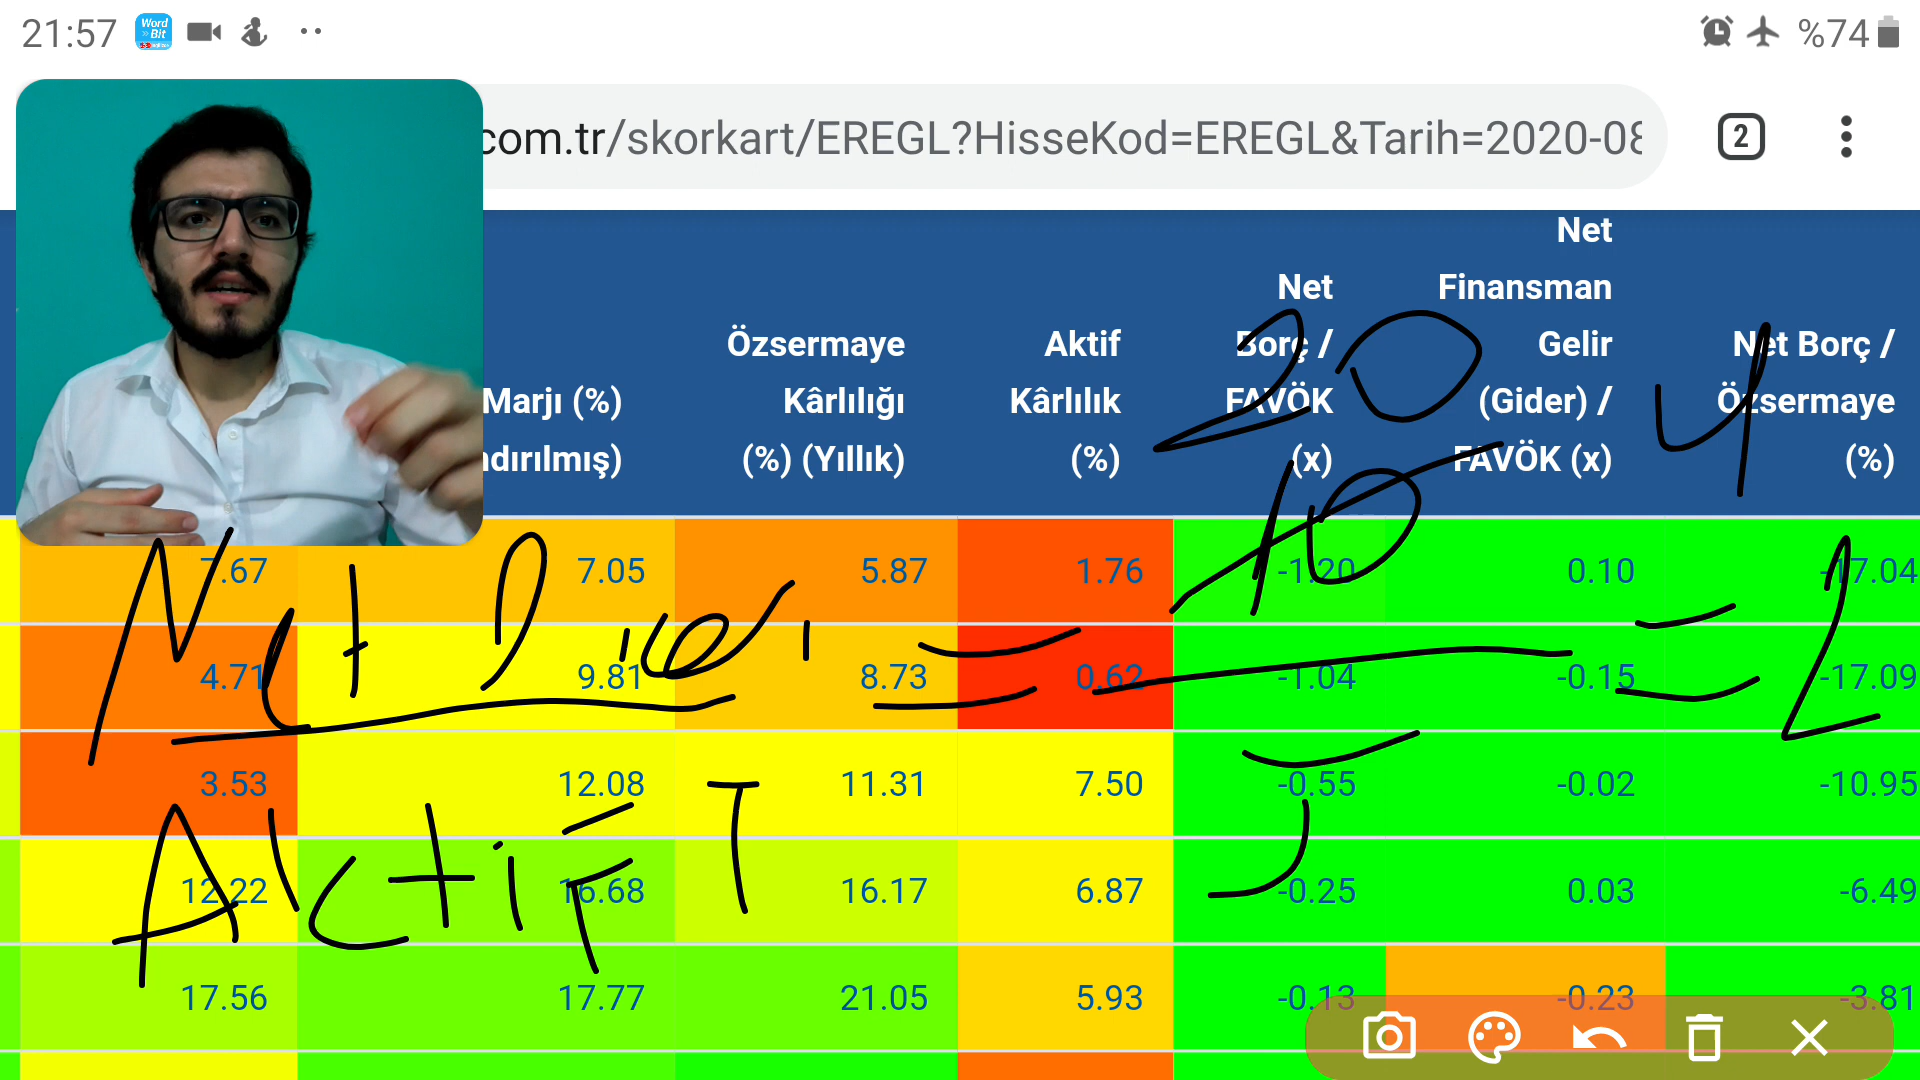 21:57 Word Bit %74
com.tr/skorkart/EREGL?HisseKod=EREGL&Tarih=2020-08 2
Marjı (%)
ndırılmış)
Özsermaye
Kârlılığı
(%) (Yıllık)
Aktif
Kârlılık
(%)
Net
Borç /
FAVÖK
(x)
Net
Finansman
Gelir
(Gider) /
FAVÖK (x)
Net Borç /
Özsermaye
(%)
7.67 7.05 5.87 1.76 -1.20 0.10 -17.04
4.71 9.81 8.73 0.62 -1.04 -0.15 -17.09
3.53 12.08 11.31 7.50 -0.55 -0.02 -10.95
12.22 16.68 16.17 6.87 -0.25 0.03 -6.49
17.56 17.77 21.05 5.93 -0.13 -0.23 -3.81
20 4
10
Net =
Aktif T